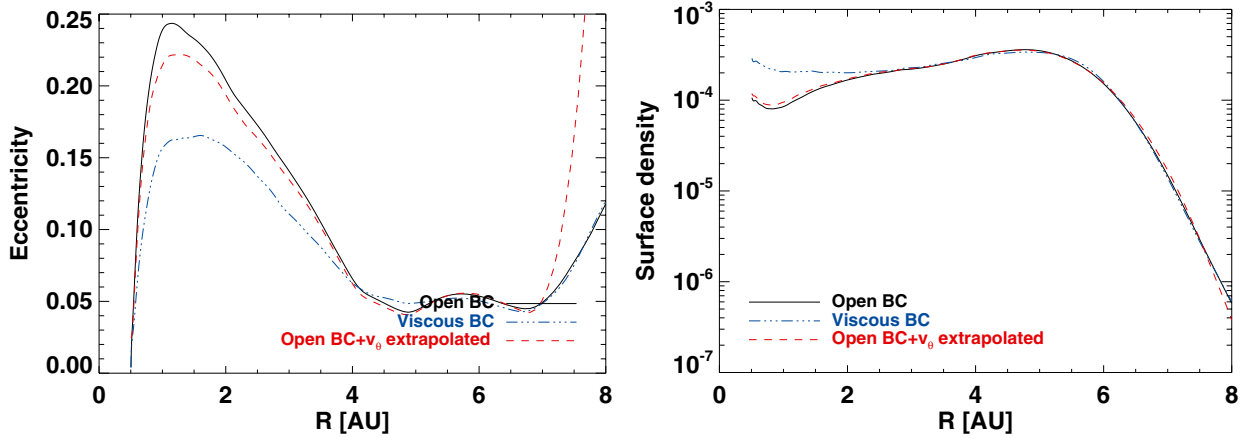 0.25
0.20
0.15
0.10
0.05
0.00
Eccentricity
Open BC
Viscous BC
Open BC+vθ extrapolated
0 2 4 6 8
R [AU]
10⁻³
10⁻⁴
10⁻⁵
10⁻⁶
10⁻⁷
Surface density
Open BC
Viscous BC
Open BC+vθ extrapolated
0 2 4 6 8
R [AU]